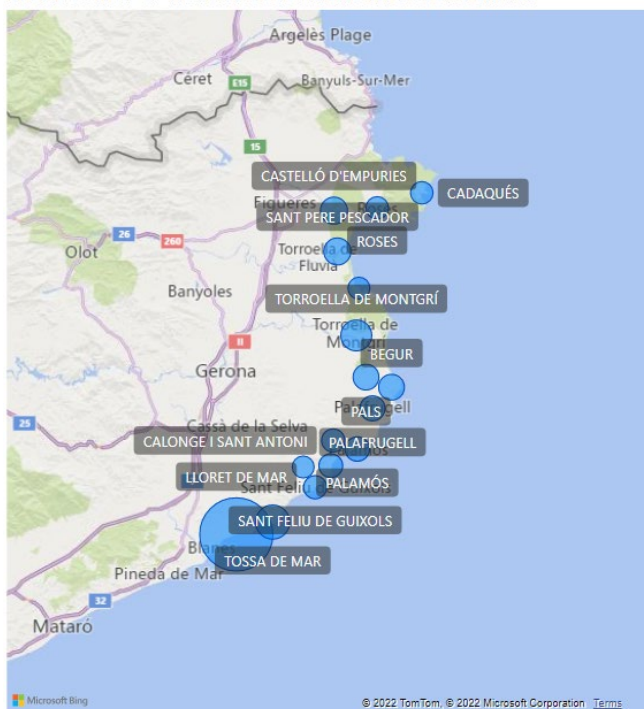 Argelès Plage
Céret
E15
Banyuls-Sur-Mer
15
CASTELLÓ D'EMPURIES
CADAQUÉS
Figueres
Roses
SANT PERE PESCADOR
26
260
ROSES
Olot
Torroella de
Fluvia
Banyoles
TORROELLA DE MONTGRÍ
Torroella de
Montgrí
II
BEGUR
Gerona
Palafrugell
PALS
25
Cassà de la Selva
CALONGE I SANT ANTONI
PALAFRUGELL
LLORET DE MAR
PALAMÓS
Sant Feliu de Guixols
SANT FELIU DE GUIXOLS
Blanes
TOSSA DE MAR
Pineda de Mar
32
Mataró
Microsoft Bing
© 2022 TomTom, © 2022 Microsoft Corporation Terms